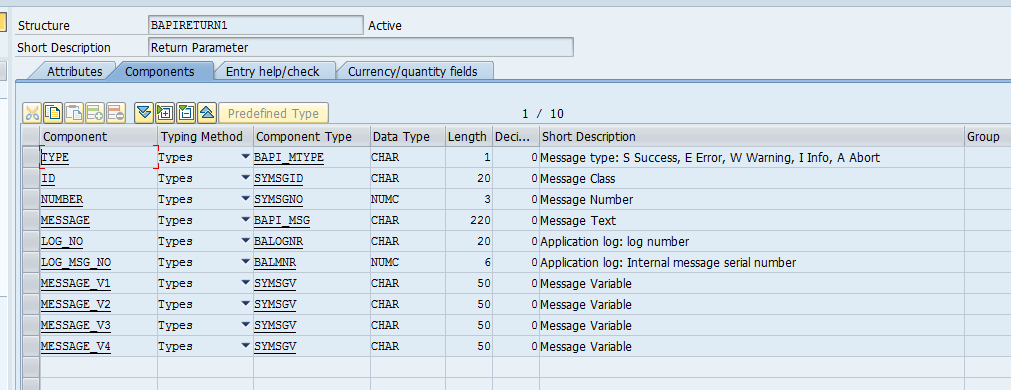 Structure BAPIRETURN1 Active
Short Description Return Parameter
Attributes Components Entry help/check Currency/quantity fields
Predefined Type 1 / 10
Component Typing Method Component Type Data Type Length Deci... Short Description Group
TYPE Types BAPI_MTYPE CHAR 1 0 Message type: S Success, E Error, W Warning, I Info, A Abort
ID Types SYMSGID CHAR 20 0 Message Class
NUMBER Types SYMSGNO NUMC 3 0 Message Number
MESSAGE Types BAPI_MSG CHAR 220 0 Message Text
LOG_NO Types BALOGNR CHAR 20 0 Application log: log number
LOG_MSG_NO Types BALMNR NUMC 6 0 Application log: Internal message serial number
MESSAGE_V1 Types SYMSGV CHAR 50 0 Message Variable
MESSAGE_V2 Types SYMSGV CHAR 50 0 Message Variable
MESSAGE_V3 Types SYMSGV CHAR 50 0 Message Variable
MESSAGE_V4 Types SYMSGV CHAR 50 0 Message Variable